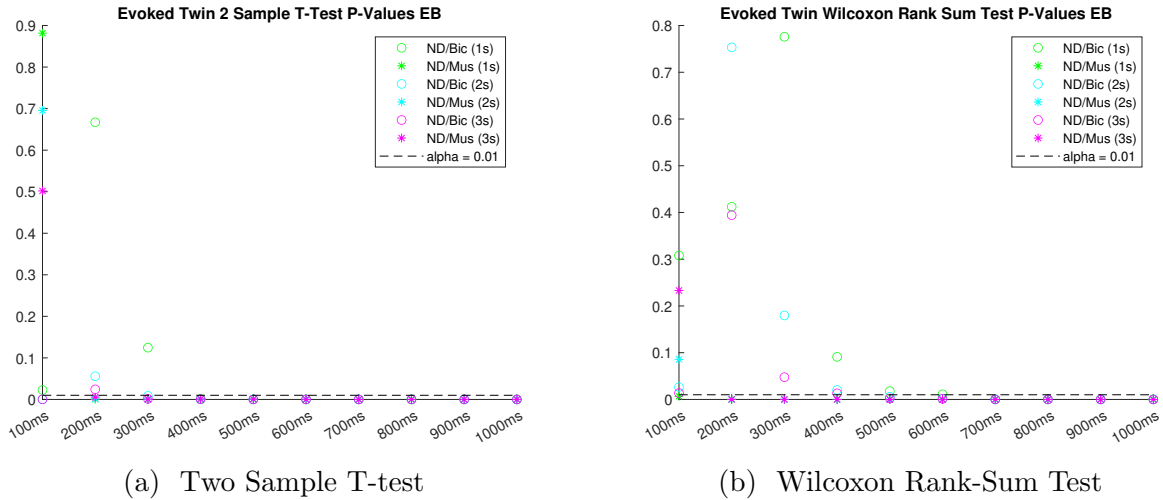 Evoked Twin 2 Sample T-Test P-Values EB
0.9
0.8
0.7
0.6
0.5
0.4
0.3
0.2
0.1
0
ND/Bic (1s)
ND/Mus (1s)
ND/Bic (2s)
ND/Mus (2s)
ND/Bic (3s)
ND/Mus (3s)
alpha = 0.01
100ms
200ms
300ms
400ms
500ms
600ms
700ms
800ms
900ms
1000ms
(a) Two Sample T-test
Evoked Twin Wilcoxon Rank Sum Test P-Values EB
0.8
0.7
0.6
0.5
0.4
0.3
0.2
0.1
0
ND/Bic (1s)
ND/Mus (1s)
ND/Bic (2s)
ND/Mus (2s)
ND/Bic (3s)
ND/Mus (3s)
alpha = 0.01
100ms
200ms
300ms
400ms
500ms
600ms
700ms
800ms
900ms
1000ms
(b) Wilcoxon Rank-Sum Test